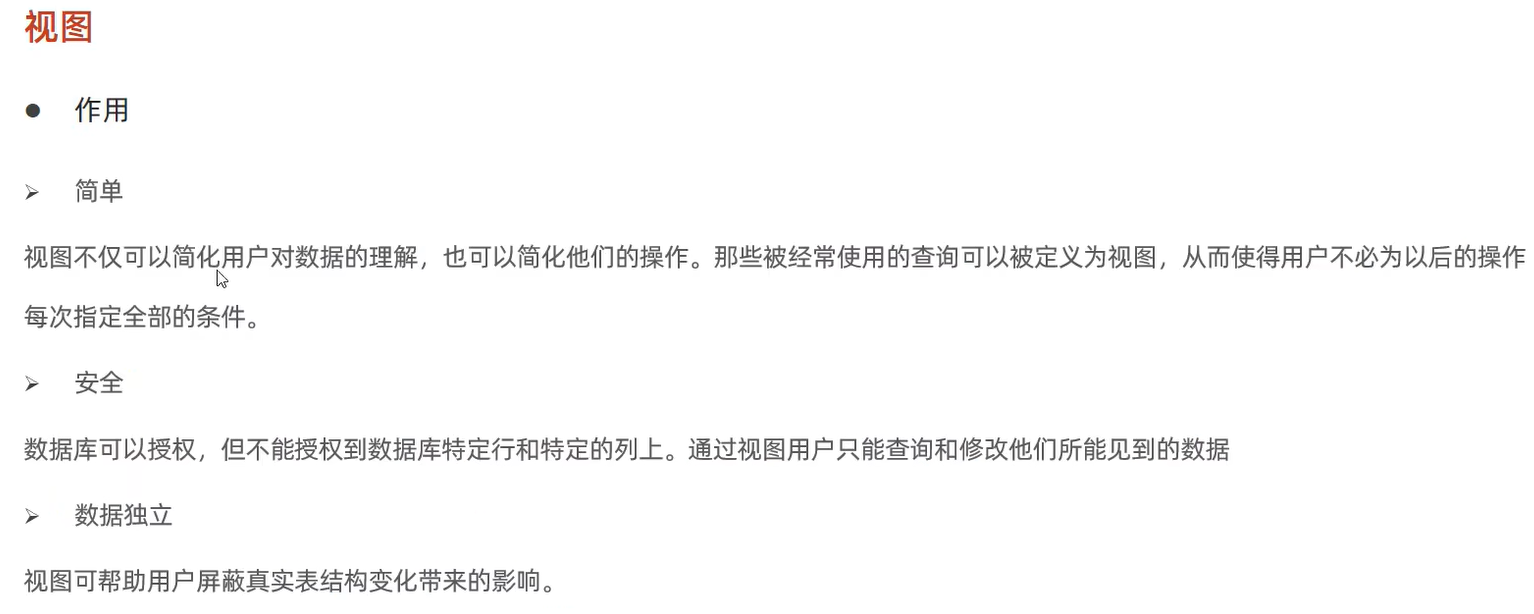 视图
● 作用
➢ 简单
视图不仅可以简化用户对数据的理解，也可以简化他们的操作。那些被经常使用的查询可以被定义为视图，从而使得用户不必为以后的操作
每次指定全部的条件。
➢ 安全
数据库可以授权，但不能授权到数据库特定行和特定的列上。通过视图用户只能查询和修改他们所能见到的数据
➢ 数据独立
视图可帮助用户屏蔽真实表结构变化带来的影响。